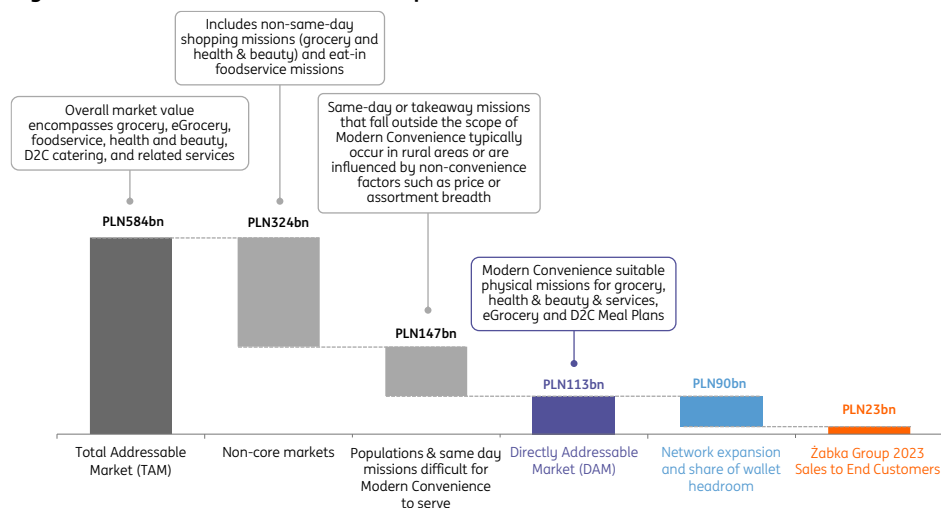 Includes non-same-day
shopping missions (grocery and
health & beauty) and eat-in
foodservice missions
Overall market value
encompasses grocery, eGrocery,
foodservice, health and beauty,
D2C catering, and related services
Same-day or takeaway missions
that fall outside the scope of
Modern Convenience typically
occur in rural areas or are
influenced by non-convenience
factors such as price or
assortment breadth
PLN584bn
PLN324bn
Modern Convenience suitable
physical missions for grocery,
health & beauty & services,
eGrocery and D2C Meal Plans
PLN147bn
PLN113bn
PLN90bn
PLN23bn
Total Addressable
Market (TAM)
Non-core markets
Populations & same day
missions difficult for
Modern Convenience
to serve
Directly Addressable
Market (DAM)
Network expansion
and share of wallet
headroom
Żabka Group 2023
Sales to End Customers